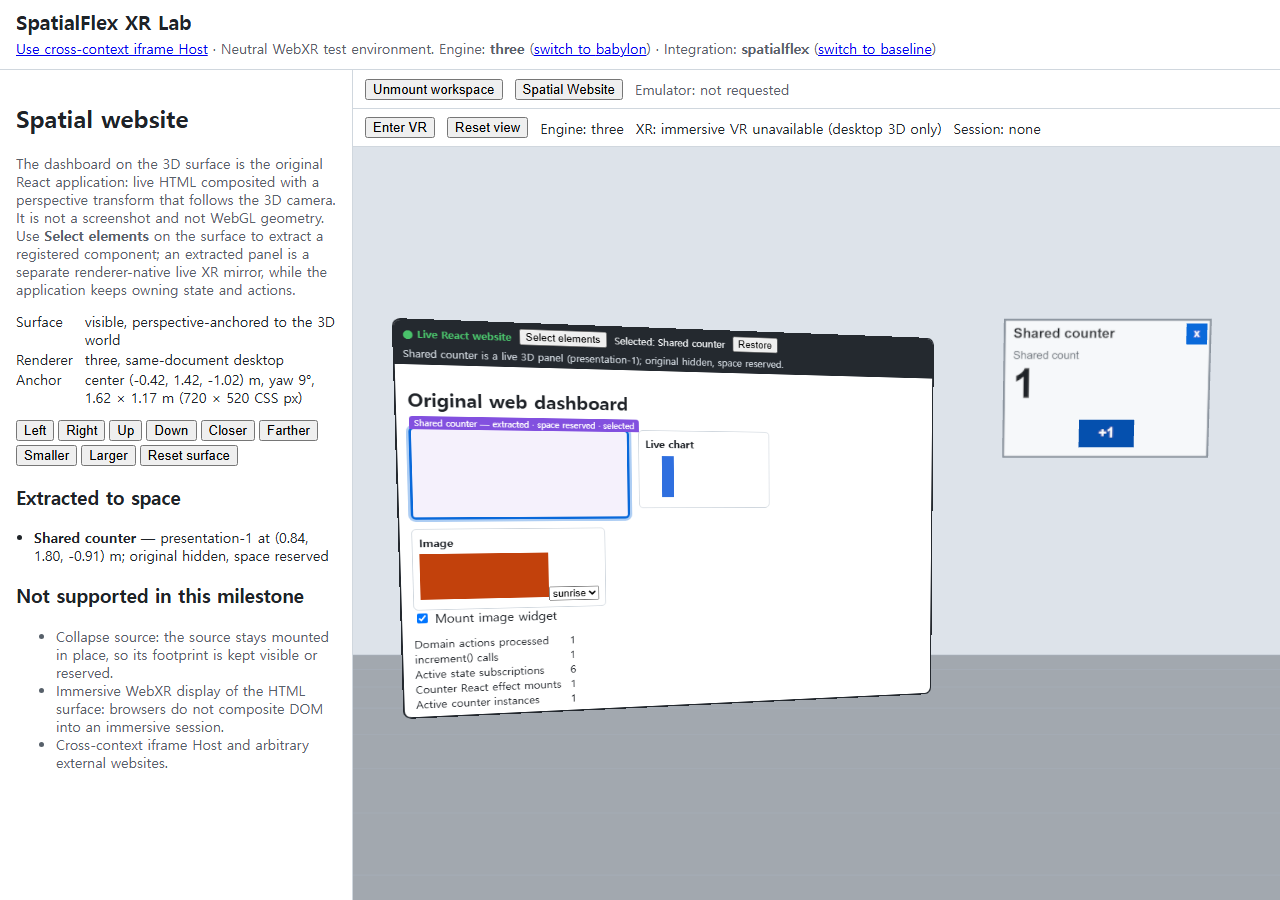 SpatialFlex XR Lab
Use cross-context iframe Host · Neutral WebXR test environment. Engine: three (switch to babylon) · Integration: spatialflex (switch to baseline)
Spatial website
The dashboard on the 3D surface is the original
React application: live HTML composited with a
perspective transform that follows the 3D camera.
It is not a screenshot and not WebGL geometry.
Use Select elements on the surface to extract a
registered component; an extracted panel is a
separate renderer-native live XR mirror, while the
application keeps owning state and actions.
Surface visible, perspective-anchored to the 3D
world
Renderer three, same-document desktop
Anchor center (-0.42, 1.42, -1.02) m, yaw 9°,
1.62 × 1.17 m (720 × 520 CSS px)
Left Right Up Down Closer Farther
Smaller Larger Reset surface
Extracted to space
• Shared counter — presentation-1 at (0.84,
1.80, -0.91) m; original hidden, space reserved
Not supported in this milestone
• Collapse source: the source stays mounted
in place, so its footprint is kept visible or
reserved.
• Immersive WebXR display of the HTML
surface: browsers do not composite DOM
into an immersive session.
• Cross-context iframe Host and arbitrary
external websites.
Unmount workspace Spatial Website Emulator: not requested
Enter VR Reset view Engine: three XR: immersive VR unavailable (desktop 3D only) Session: none
Live React website Select elements Selected: Shared counter Restore
Shared counter is a live 3D panel (presentation-1); original hidden, space reserved.
Original web dashboard
Shared counter — extracted · space reserved · selected
Live chart
Image
sunrise
Mount image widget
Domain actions processed 1
increment() calls 1
Active state subscriptions 6
Counter React effect mounts 1
Active counter instances 1
Shared counter x
Shared count
1
+1